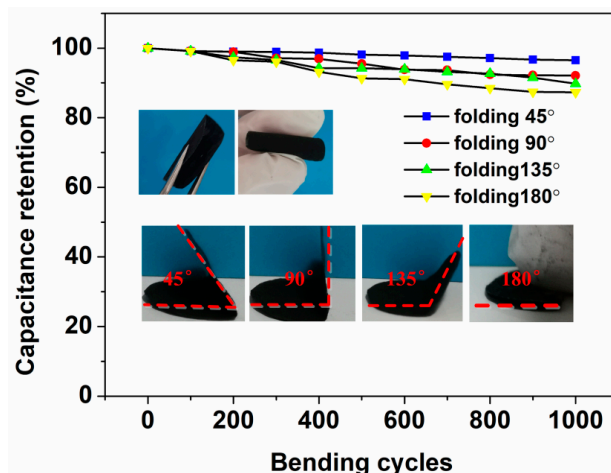 Capacitance retention (%)
100
80
60
40
20
0
folding 45°
folding 90°
folding135°
folding180°
45°
90°
135°
180°
0
200
400
600
800
1000
Bending cycles